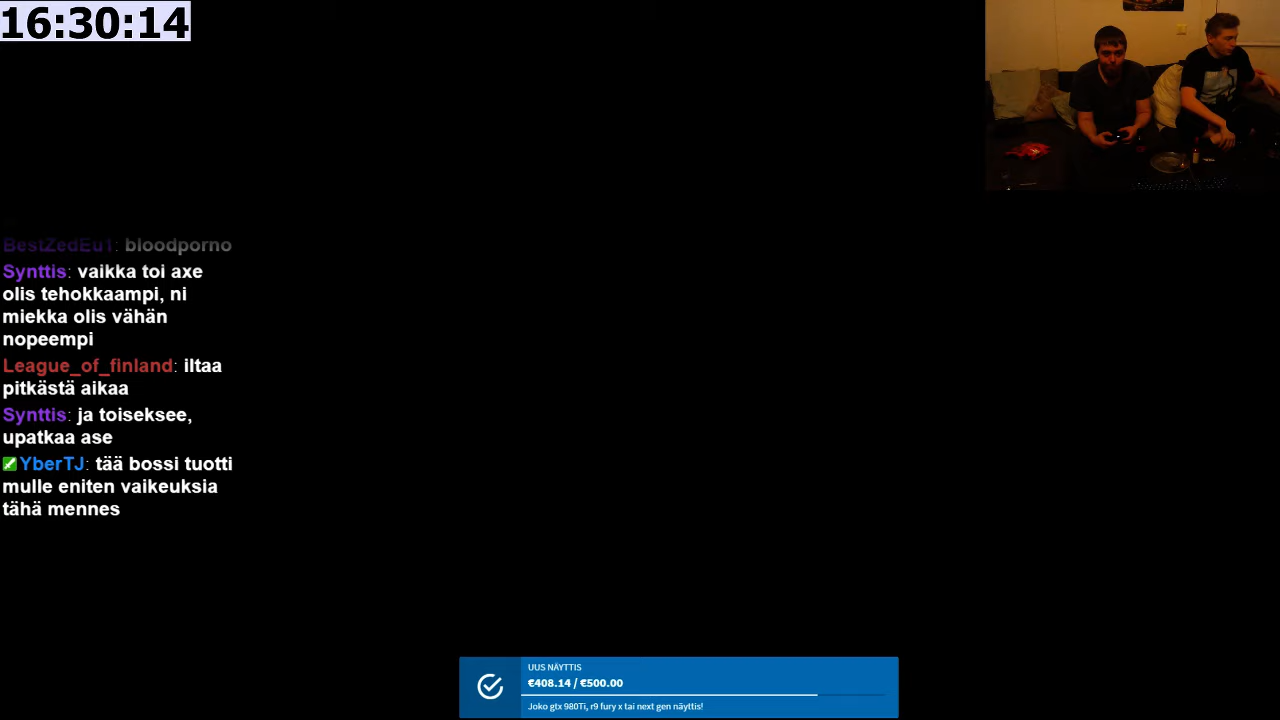 16:30:14
BestZedEu1: bloodporno
Synttis: vaikka toi axe
olis tehokkaampi, ni
miekka olis vähän
nopeempi
League_of_finland: iltaa
pitkästä aikaa
Synttis: ja toiseksee,
upatkaa ase
YberTJ: tää bossi tuotti
mulle eniten vaikeuksia
tähä mennes
UUS NÄYTTIS
€408.14 / €500.00
Joko gtx 980Ti, r9 fury x tai next gen näyttis!